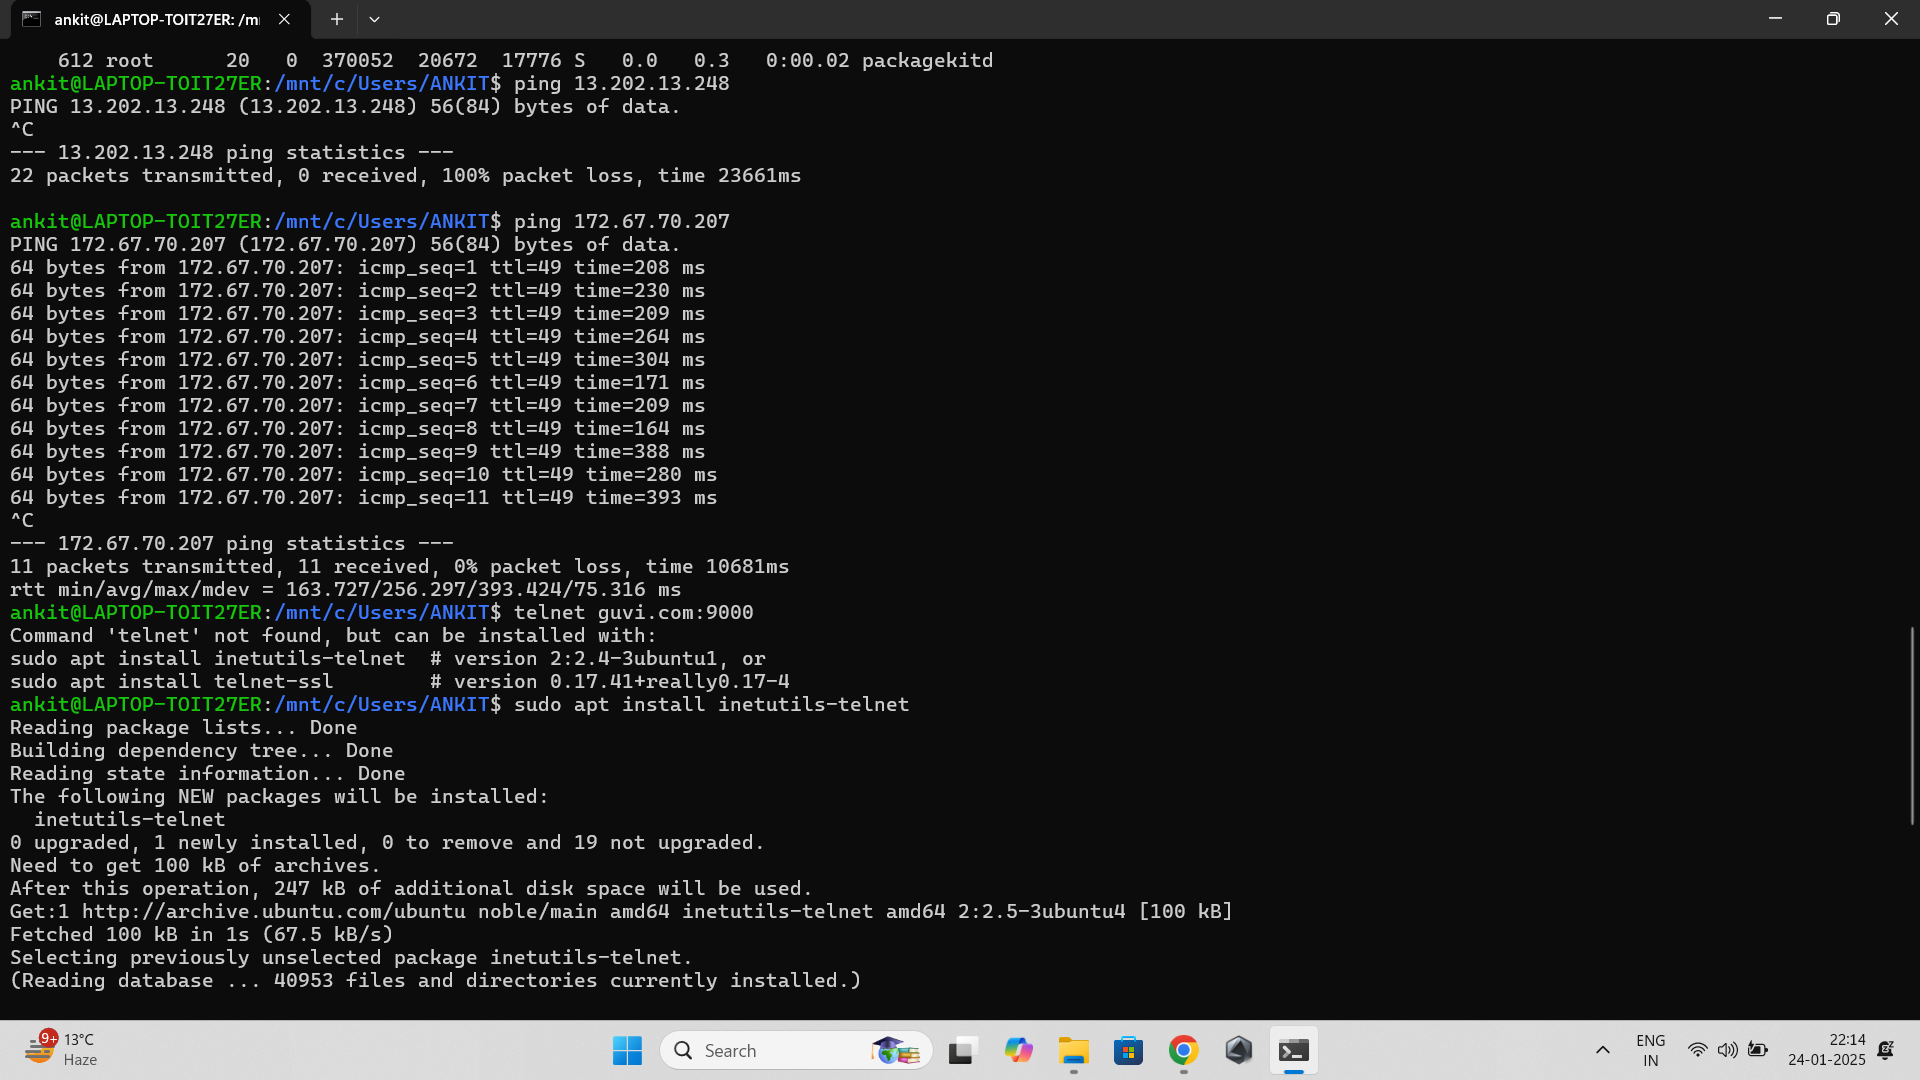 ankit@LAPTOP-TOIT27ER: /m
612 root 20 0 370052 20672 17776 S 0.0 0.3 0:00.02 packagekitd
ankit@LAPTOP-TOIT27ER:/mnt/c/Users/ANKIT$ ping 13.202.13.248
PING 13.202.13.248 (13.202.13.248) 56(84) bytes of data.
^C
--- 13.202.13.248 ping statistics ---
22 packets transmitted, 0 received, 100% packet loss, time 23661ms
ankit@LAPTOP-TOIT27ER:/mnt/c/Users/ANKIT$ ping 172.67.70.207
PING 172.67.70.207 (172.67.70.207) 56(84) bytes of data.
64 bytes from 172.67.70.207: icmp_seq=1 ttl=49 time=208 ms
64 bytes from 172.67.70.207: icmp_seq=2 ttl=49 time=230 ms
64 bytes from 172.67.70.207: icmp_seq=3 ttl=49 time=209 ms
64 bytes from 172.67.70.207: icmp_seq=4 ttl=49 time=264 ms
64 bytes from 172.67.70.207: icmp_seq=5 ttl=49 time=304 ms
64 bytes from 172.67.70.207: icmp_seq=6 ttl=49 time=171 ms
64 bytes from 172.67.70.207: icmp_seq=7 ttl=49 time=209 ms
64 bytes from 172.67.70.207: icmp_seq=8 ttl=49 time=164 ms
64 bytes from 172.67.70.207: icmp_seq=9 ttl=49 time=388 ms
64 bytes from 172.67.70.207: icmp_seq=10 ttl=49 time=280 ms
64 bytes from 172.67.70.207: icmp_seq=11 ttl=49 time=393 ms
^C
--- 172.67.70.207 ping statistics ---
11 packets transmitted, 11 received, 0% packet loss, time 10681ms
rtt min/avg/max/mdev = 163.727/256.297/393.424/75.316 ms
ankit@LAPTOP-TOIT27ER:/mnt/c/Users/ANKIT$ telnet guvi.com:9000
Command 'telnet' not found, but can be installed with:
sudo apt install inetutils-telnet  # version 2:2.4-3ubuntu1, or
sudo apt install telnet-ssl        # version 0.17.41+really0.17-4
ankit@LAPTOP-TOIT27ER:/mnt/c/Users/ANKIT$ sudo apt install inetutils-telnet
Reading package lists... Done
Building dependency tree... Done
Reading state information... Done
The following NEW packages will be installed:
inetutils-telnet
0 upgraded, 1 newly installed, 0 to remove and 19 not upgraded.
Need to get 100 kB of archives.
After this operation, 247 kB of additional disk space will be used.
Get:1 http://archive.ubuntu.com/ubuntu noble/main amd64 inetutils-telnet amd64 2:2.5-3ubuntu4 [100 kB]
Fetched 100 kB in 1s (67.5 kB/s)
Selecting previously unselected package inetutils-telnet.
(Reading database ... 40953 files and directories currently installed.)
9+ 13°C
Haze
Search
ENG
IN
22:14
24-01-2025